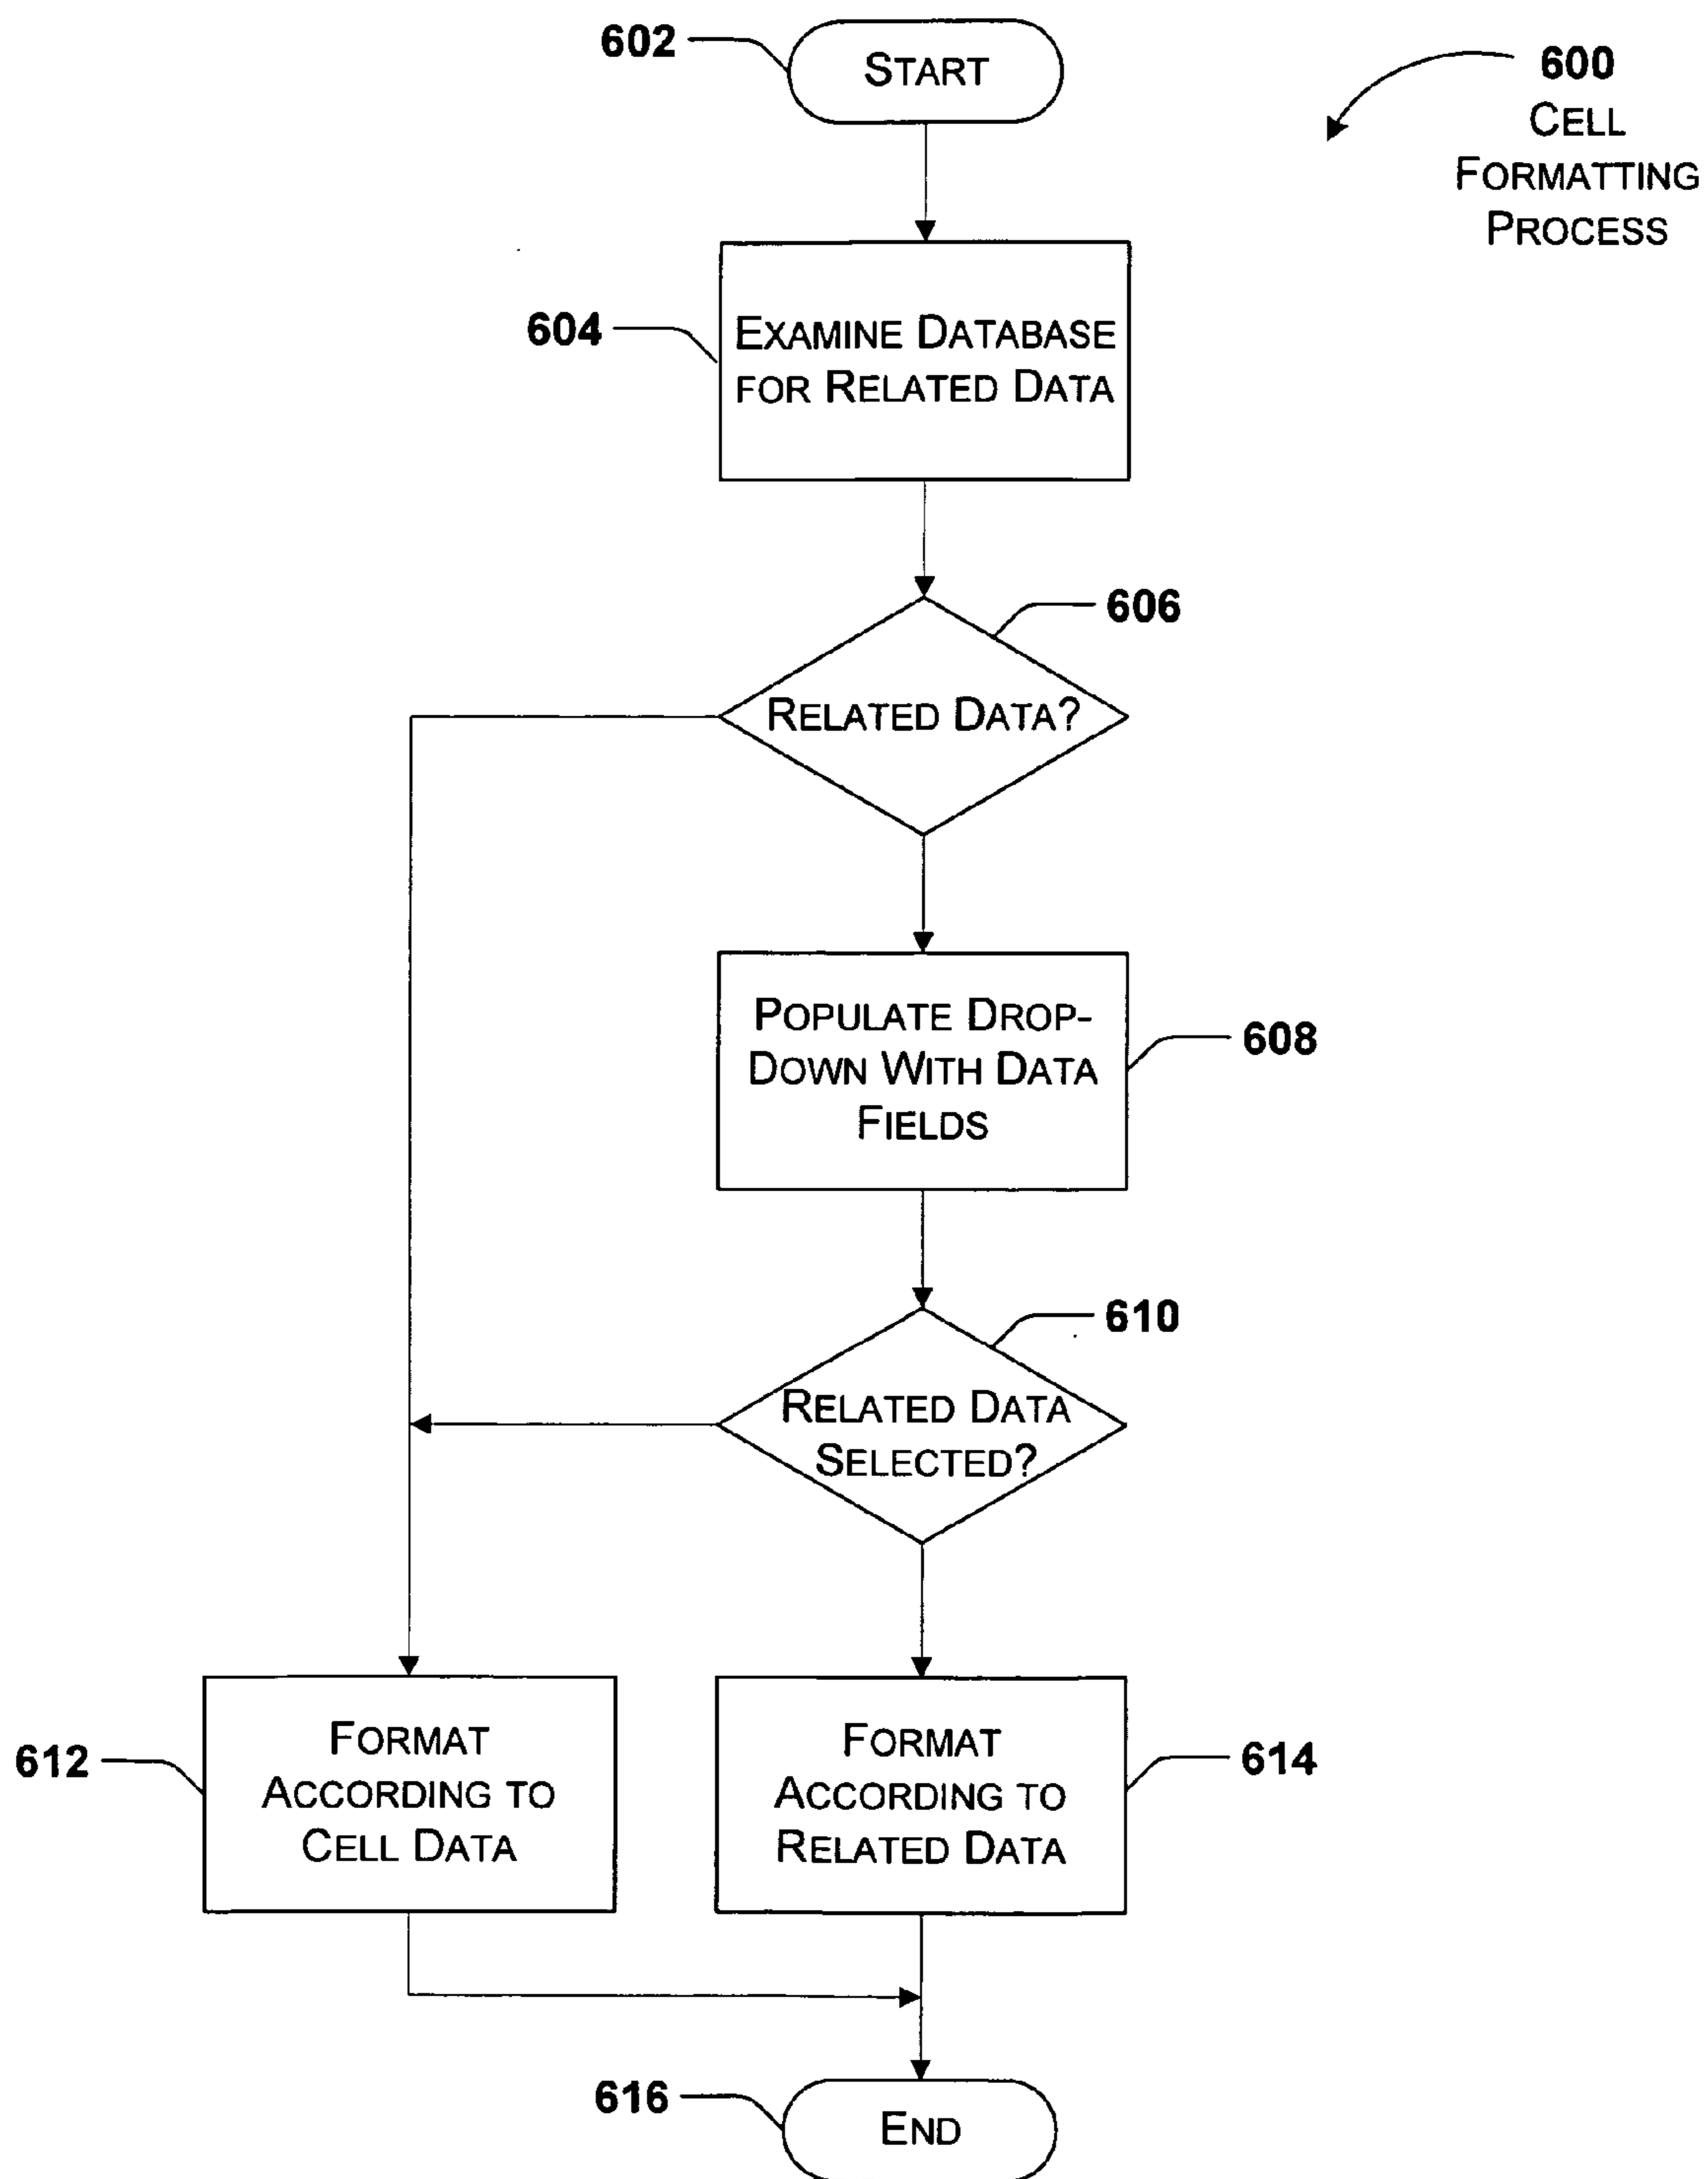 602
START
600
CELL
FORMATTING
PROCESS
604
EXAMINE DATABASE
FOR RELATED DATA
606
RELATED DATA?
POPULATE DROP-
DOWN WITH DATA
FIELDS
608
610
RELATED DATA
SELECTED?
612
FORMAT
ACCORDING TO
CELL DATA
FORMAT
ACCORDING TO
RELATED DATA
614
616
END